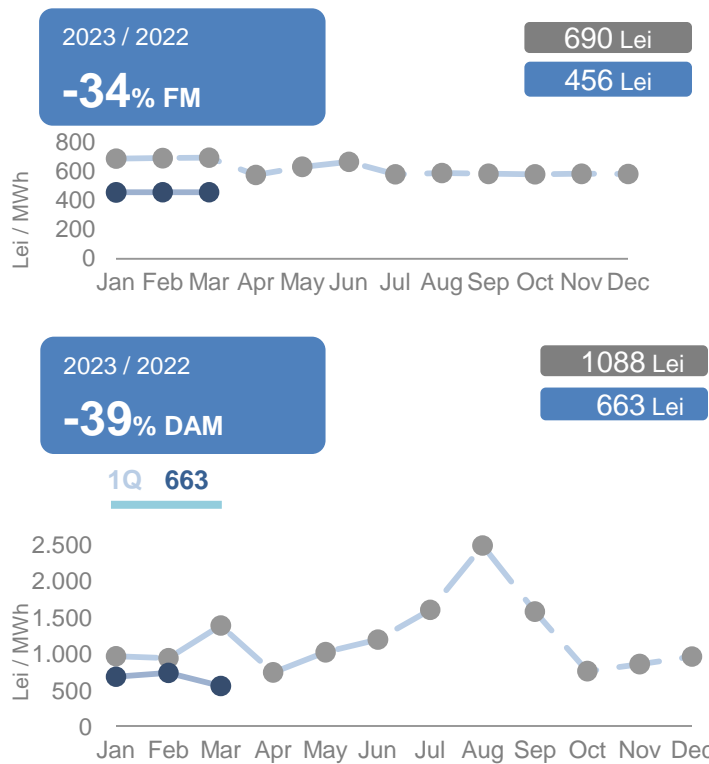 2023 / 2022
-34% FM
690 Lei
456 Lei
Lei / MWh
800
600
400
200
0
Jan Feb Mar Apr May Jun Jul Aug Sep Oct Nov Dec
2023 / 2022
-39% DAM
1088 Lei
663 Lei
1Q 663
Lei / MWh
2.500
2.000
1.500
1.000
500
0
Jan Feb Mar Apr May Jun Jul Aug Sep Oct Nov Dec